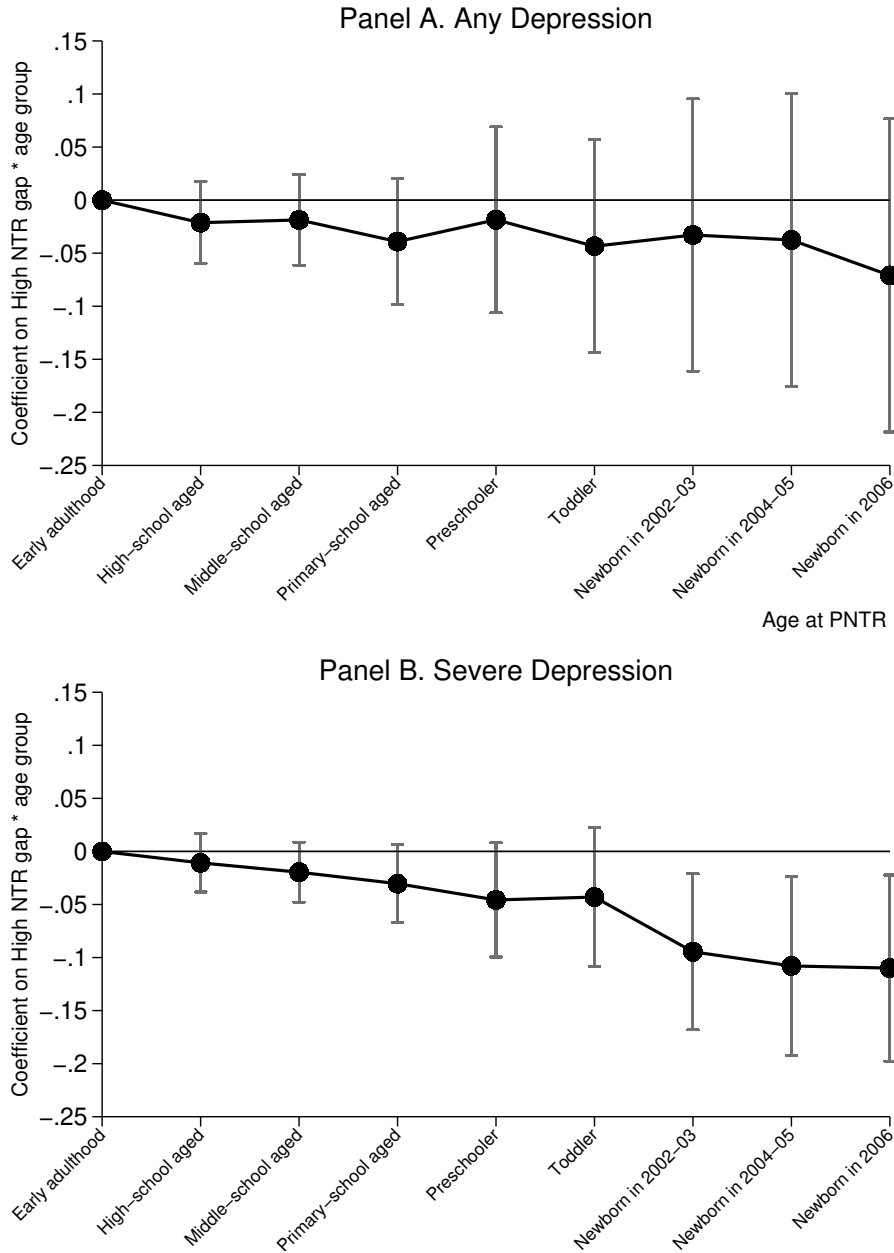 Panel A. Any Depression
Coefficient on High NTR gap * age group
.15
.1
.05
0
−.05
−.1
−.15
−.2
−.25
Early adulthood
High−school aged
Middle−school aged
Primary−school aged
Preschooler
Toddler
Newborn in 2002−03
Newborn in 2004−05
Newborn in 2006
Age at PNTR
Panel B. Severe Depression
Coefficient on High NTR gap * age group
.15
.1
.05
0
−.05
−.1
−.15
−.2
−.25
Early adulthood
High−school aged
Middle−school aged
Primary−school aged
Preschooler
Toddler
Newborn in 2002−03
Newborn in 2004−05
Newborn in 2006